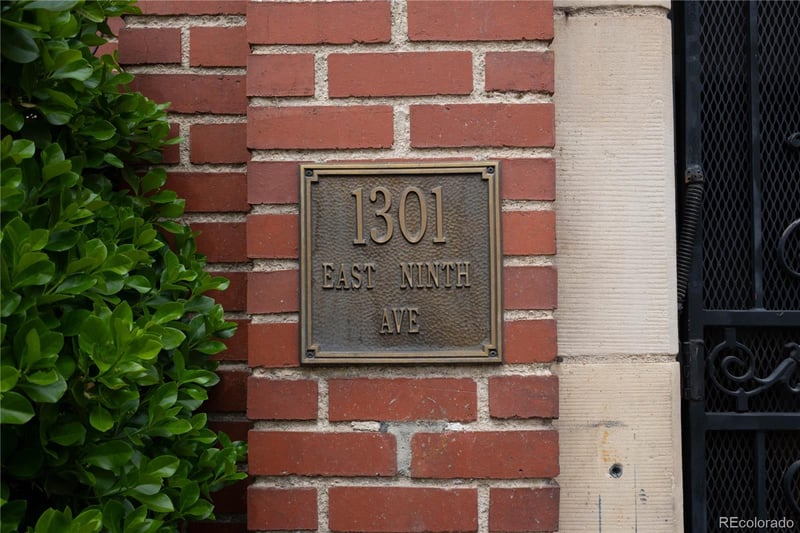 1301
EAST NINTH
AVE
REcolorado